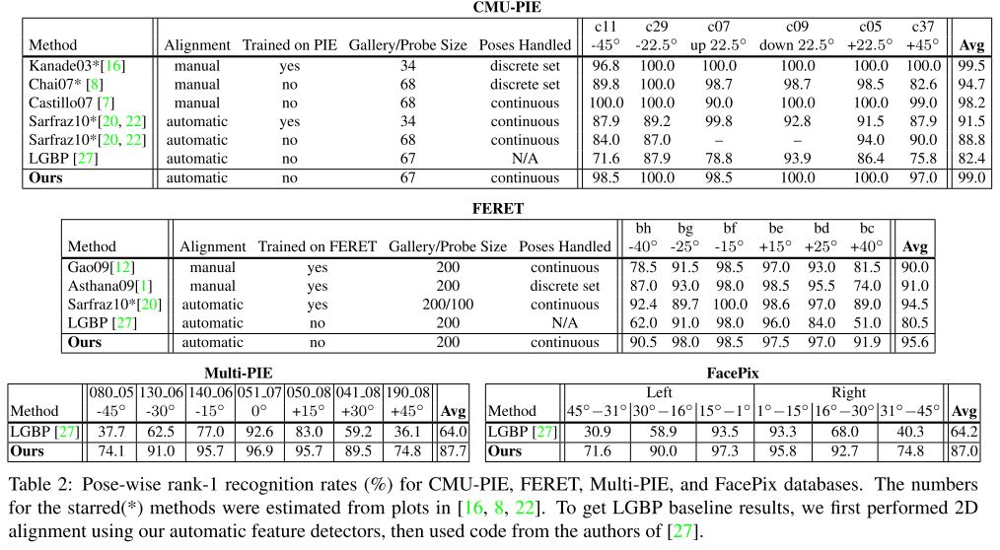 CMU-PIE
c11 c29 c07 c09 c05 c37
Method Alignment Trained on PIE Gallery/Probe Size Poses Handled -45° -22.5° up 22.5° down 22.5° +22.5° +45° Avg
Kanade03*[16] manual yes 34 discrete set 96.8 100.0 100.0 100.0 100.0 100.0 99.5
Chai07* [8] manual no 68 discrete set 89.8 100.0 98.7 98.7 98.5 82.6 94.7
Castillo07 [7] manual no 68 continuous 100.0 100.0 90.0 100.0 100.0 99.0 98.2
Sarfraz10*[20, 22] automatic yes 34 continuous 87.9 89.2 99.8 92.8 91.5 87.9 91.5
Sarfraz10*[20, 22] automatic no 68 continuous 84.0 87.0 – – 94.0 90.0 88.8
LGBP [27] automatic no 67 N/A 71.6 87.9 78.8 93.9 86.4 75.8 82.4
Ours automatic no 67 continuous 98.5 100.0 98.5 100.0 100.0 97.0 99.0
FERET
bh bg bf be bd bc
Method Alignment Trained on FERET Gallery/Probe Size Poses Handled -40° -25° -15° +15° +25° +40° Avg
Gao09[12] manual yes 200 continuous 78.5 91.5 98.5 97.0 93.0 81.5 90.0
Asthana09[1] manual yes 200 discrete set 87.0 93.0 98.0 98.5 95.5 74.0 91.0
Sarfraz10*[20] automatic yes 200/100 continuous 92.4 89.7 100.0 98.6 97.0 89.0 94.5
LGBP [27] automatic no 200 N/A 62.0 91.0 98.0 96.0 84.0 51.0 80.5
Ours automatic no 200 continuous 90.5 98.0 98.5 97.5 97.0 91.9 95.6
Multi-PIE
080_05 130_06 140_06 051_07 050_08 041_08 190_08
Method -45° -30° -15° 0° +15° +30° +45° Avg
LGBP [27] 37.7 62.5 77.0 92.6 83.0 59.2 36.1 64.0
Ours 74.1 91.0 95.7 96.9 95.7 89.5 74.8 87.7
FacePix
Left Right
Method 45°−31° 30°−16° 15°−1° 1°−15° 16°−30° 31°−45° Avg
LGBP [27] 30.9 58.9 93.5 93.3 68.0 40.3 64.2
Ours 71.6 90.0 97.3 95.8 92.7 74.8 87.0
Table 2: Pose-wise rank-1 recognition rates (%) for CMU-PIE, FERET, Multi-PIE, and FacePix databases. The numbers
for the starred(*) methods were estimated from plots in [16, 8, 22]. To get LGBP baseline results, we first performed 2D
alignment using our automatic feature detectors, then used code from the authors of [27].